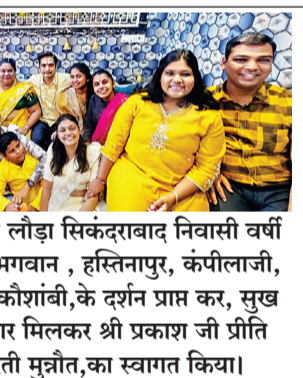 लौड़ा सिकंदराबाद निवासी वर्षी
भगवान , हस्तिनापुर, कंपीलाजी,
कौशांबी,के दर्शन प्राप्त कर, सुख
मिलकर श्री प्रकाश जी प्रीति
मुन्नौत,का स्वागत किया।